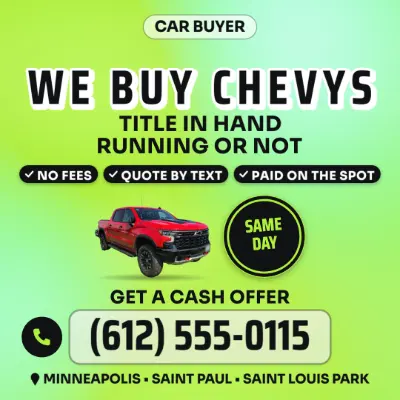 CAR BUYER
WE BUY CHEVYS
TITLE IN HAND
RUNNING OR NOT
✓ NO FEES ✓ QUOTE BY TEXT ✓ PAID ON THE SPOT
SAME
DAY
GET A CASH OFFER
(612) 555-0115
MINNEAPOLIS • SAINT PAUL • SAINT LOUIS PARK